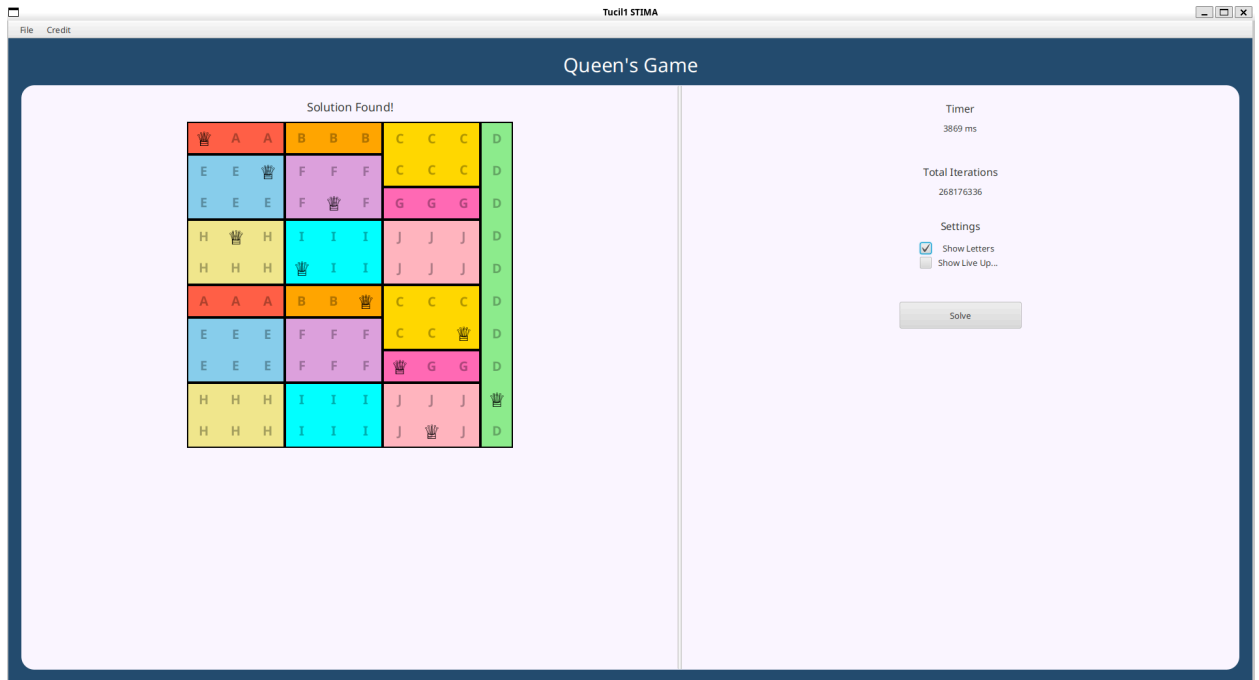 Tucil1 STIMA
File Credit
Queen's Game
Solution Found!
♕ A A B B B C C C D
E E ♕ F F F C C C D
E E E F ♕ F G G G D
H ♕ H I I I J J J D
H H H ♕ I I J J J D
A A A B B ♕ C C C D
E E E F F F C C ♕ D
E E E F F F ♕ G G D
H H H I I I J J J ♕
H H H I I I J ♕ J D
Timer
3869 ms
Total Iterations
268176336
Settings
Show Letters
Show Live Up...
Solve